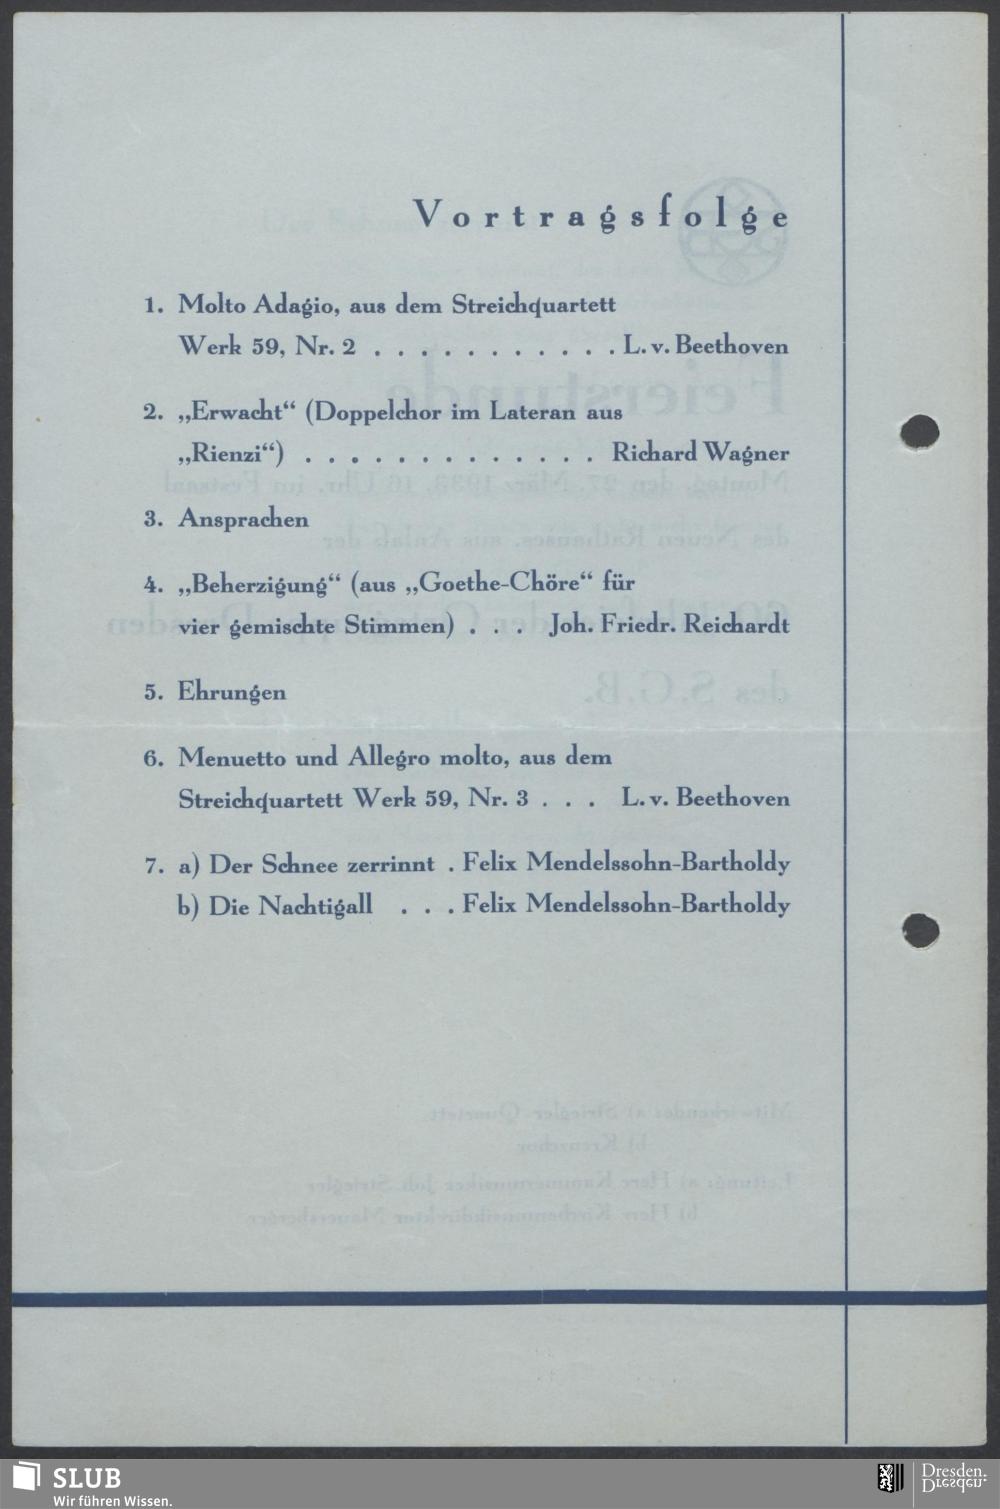 Vortragsfolge
1. Molto Adagio, aus dem Streichquartett
Werk 59, Nr. 2 . . . . . . . . . . . L. v. Beethoven
2. „Erwacht“ (Doppelchor im Lateran aus
„Rienzi“) . . . . . . . . . . . . . Richard Wagner
3. Ansprachen
4. „Beherzigung“ (aus „Goethe-Chöre“ für
vier gemischte Stimmen) . . . Joh. Friedr. Reichardt
5. Ehrungen
6. Menuetto und Allegro molto, aus dem
Streichquartett Werk 59, Nr. 3 . . . L. v. Beethoven
7. a) Der Schnee zerrinnt . Felix Mendelssohn-Bartholdy
b) Die Nachtigall . . . Felix Mendelssohn-Bartholdy
SLUB
Wir führen Wissen.
Dresden.
Dresden.